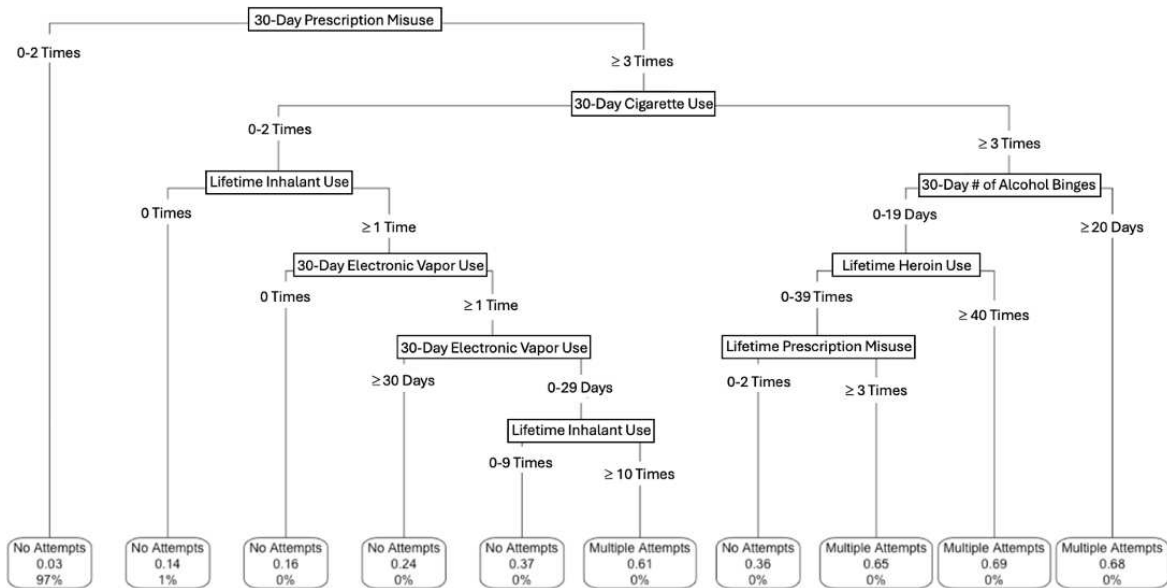 30-Day Prescription Misuse
0-2 Times
≥ 3 Times
30-Day Cigarette Use
0-2 Times
≥ 3 Times
Lifetime Inhalant Use
30-Day # of Alcohol Binges
0 Times
≥1 Time
0-19 Days
≥20 Days
30-Day Electronic Vapor Use
Lifetime Heroin Use
0 Times
≥1 Time
0-39 Times
≥40 Times
30-Day Electronic Vapor Use
Lifetime Prescription Misuse
≥30 Days
0-29 Days
0-2 Times
≥ 3 Times
Lifetime Inhalant Use
0-9 Times
≥ 10 Times
No Attempts
0.03
97%
No Attempts
0.14
1%
No Attempts
0.16
0%
No Attempts
0.24
0%
No Attempts
0.37
0%
Multiple Attempts
0.61
0%
No Attempts
0.36
0%
Multiple Attempts
0.65
0%
Multiple Attempts
0.69
0%
Multiple Attempts
0.68
0%